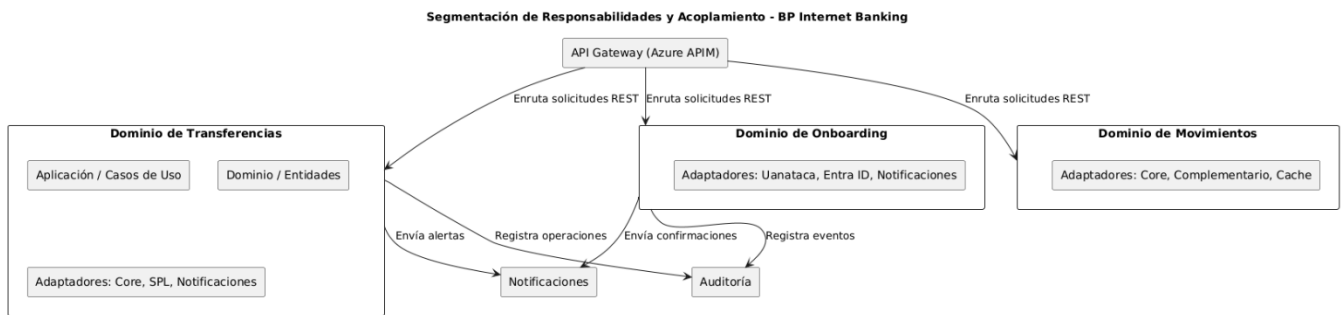 Segmentación de Responsabilidades y Acoplamiento - BP Internet Banking
API Gateway (Azure APIM)
Enruta solicitudes REST
Enruta solicitudes REST
Enruta solicitudes REST
Dominio de Transferencias
Aplicación / Casos de Uso
Dominio / Entidades
Adaptadores: Core, SPL, Notificaciones
Dominio de Onboarding
Adaptadores: Uanataca, Entra ID, Notificaciones
Dominio de Movimientos
Adaptadores: Core, Complementario, Cache
Envía alertas
Registra operaciones
Envía confirmaciones
Registra eventos
Notificaciones
Auditoría